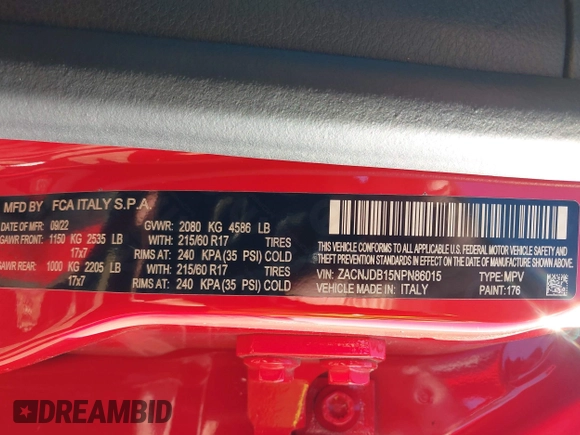 MFD BY FCA ITALY S.P.A.
DATE OF MFR: 09/22 GVWR: 2080 KG 4586 LB
GAWR FRONT: 1150 KG 2535 LB WITH: 215/60 R17 TIRES
17x7 RIMS AT: 240 KPA (35 PSI) COLD
GAWR REAR: 1000 KG 2205 LB WITH: 215/60 R17 TIRES
17x7 RIMS AT: 240 KPA (35 PSI) COLD
THIS VEHICLE CONFORMS TO ALL APPLICABLE
U.S. FEDERAL MOTOR VEHICLE SAFETY
THEFT PREVENTION STANDARDS IN EFFECT ON
THE DATE OF MANUFACTURE SHOWN ABOVE.
VIN: ZACNJDB15NPN86015 TYPE: MPV
VEHICLE MADE IN: ITALY PAINT: 176
DREAMBID